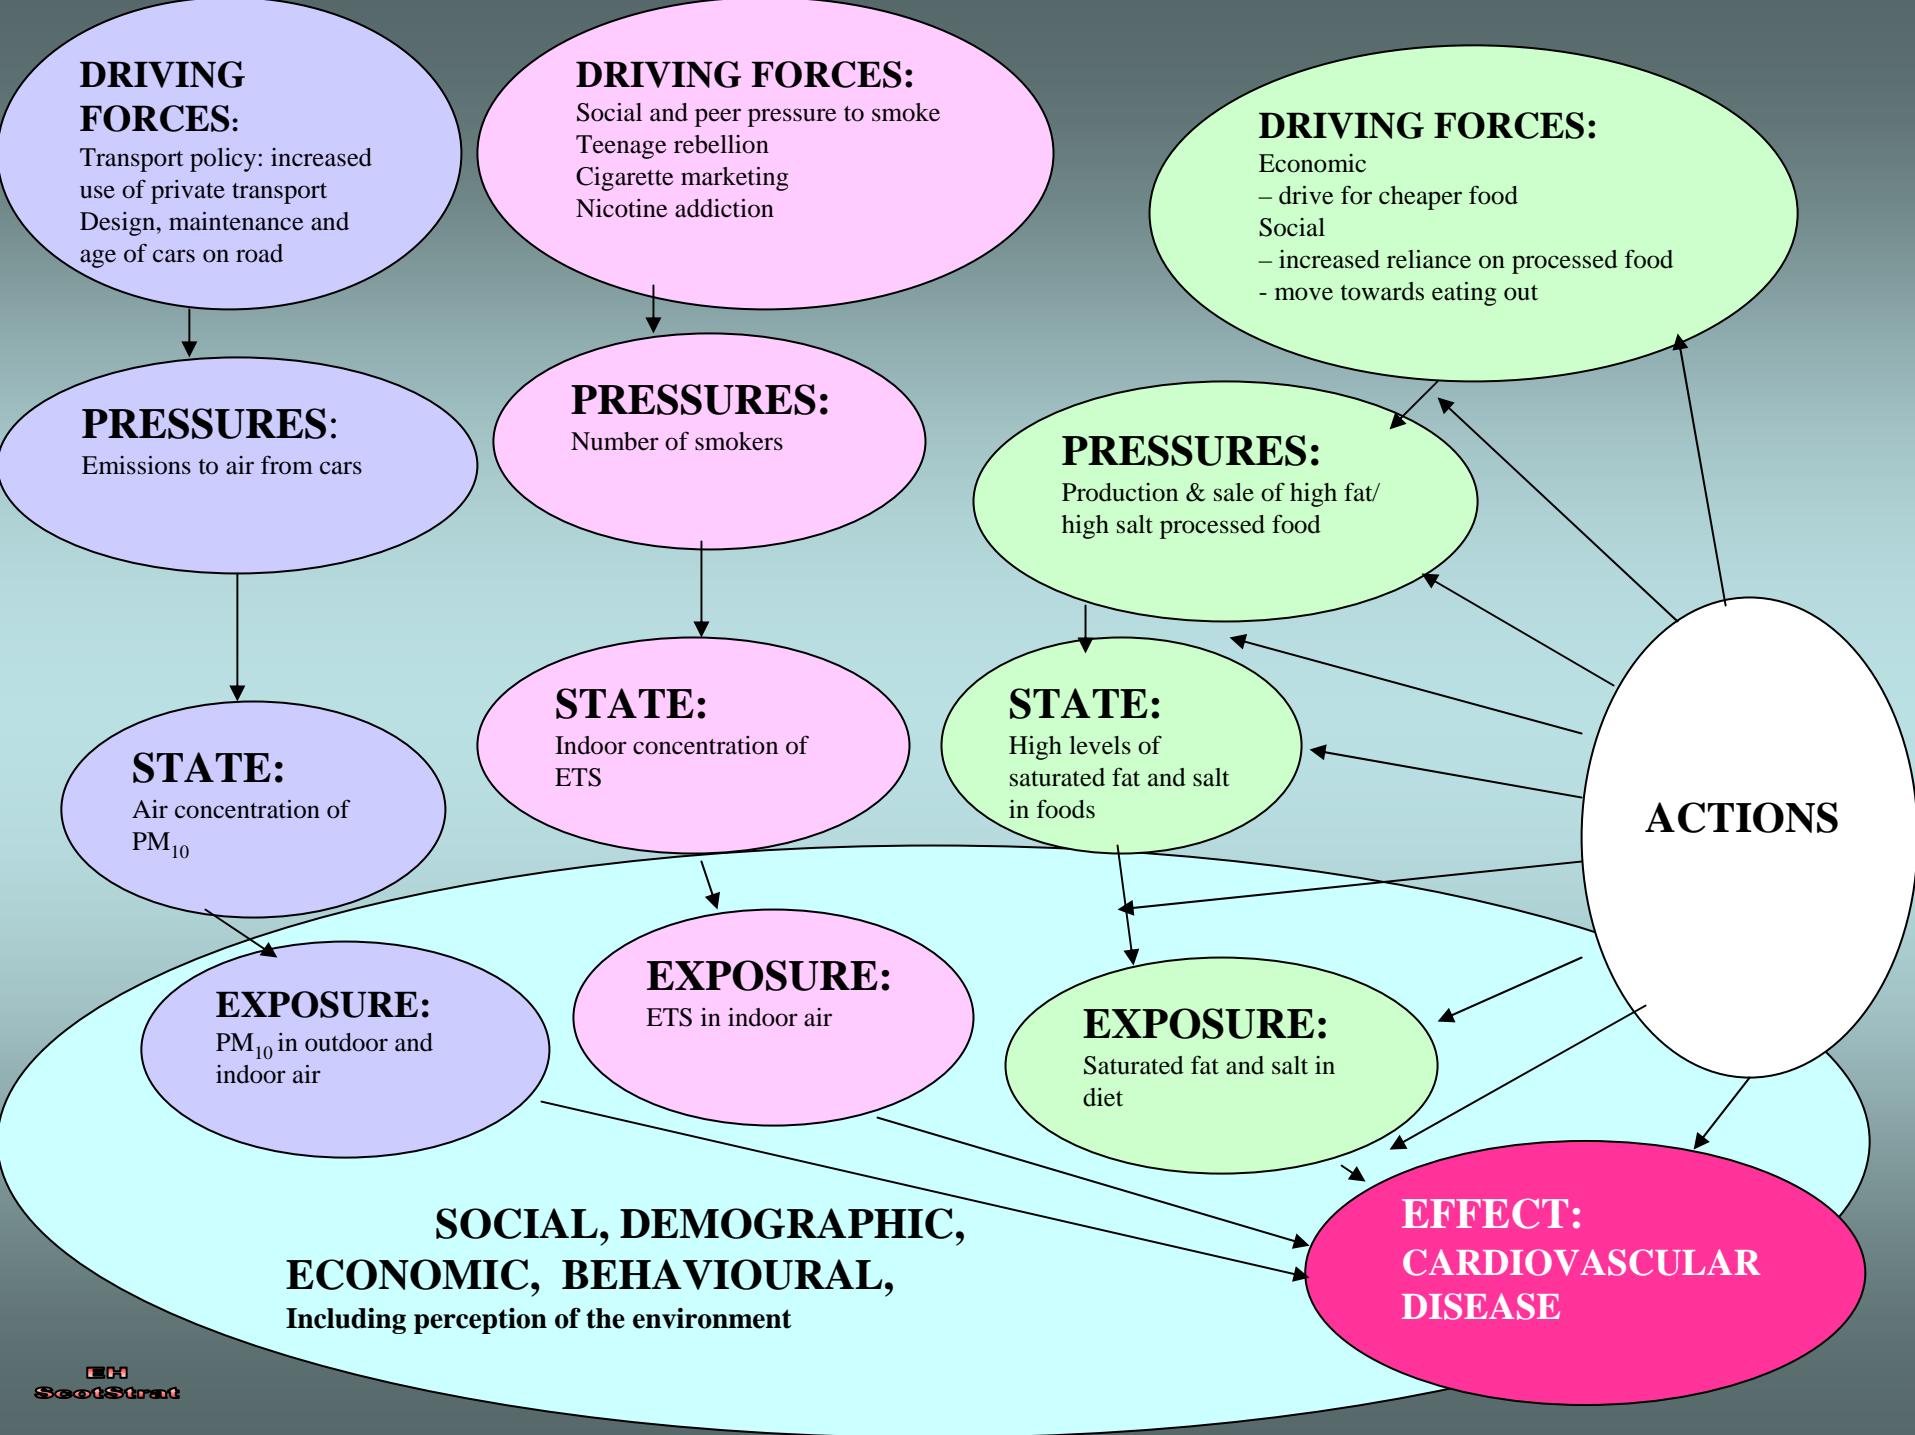 DRIVING
FORCES:
Transport policy: increased
use of private transport
Design, maintenance and
age of cars on road
DRIVING FORCES:
Social and peer pressure to smoke
Teenage rebellion
Cigarette marketing
Nicotine addiction
DRIVING FORCES:
Economic
– drive for cheaper food
Social
– increased reliance on processed food
- move towards eating out
PRESSURES:
Emissions to air from cars
PRESSURES:
Number of smokers
PRESSURES:
Production & sale of high fat/
high salt processed food
STATE:
Air concentration of
PM10
STATE:
Indoor concentration of
ETS
STATE:
High levels of
saturated fat and salt
in foods
ACTIONS
EXPOSURE:
PM10 in outdoor and
indoor air
EXPOSURE:
ETS in indoor air
EXPOSURE:
Saturated fat and salt in
diet
SOCIAL, DEMOGRAPHIC,
ECONOMIC, BEHAVIOURAL,
Including perception of the environment
EFFECT:
CARDIOVASCULAR
DISEASE
EH
ScotStrat